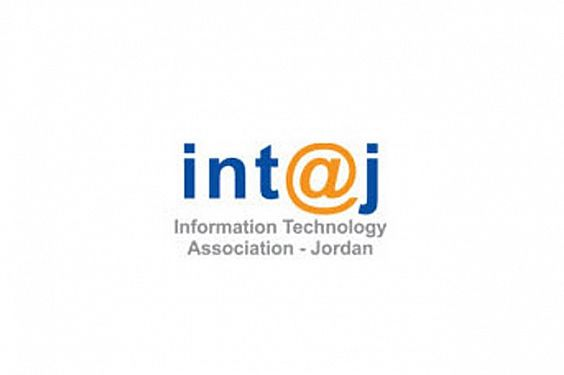 int@j
Information Technology
Association - Jordan